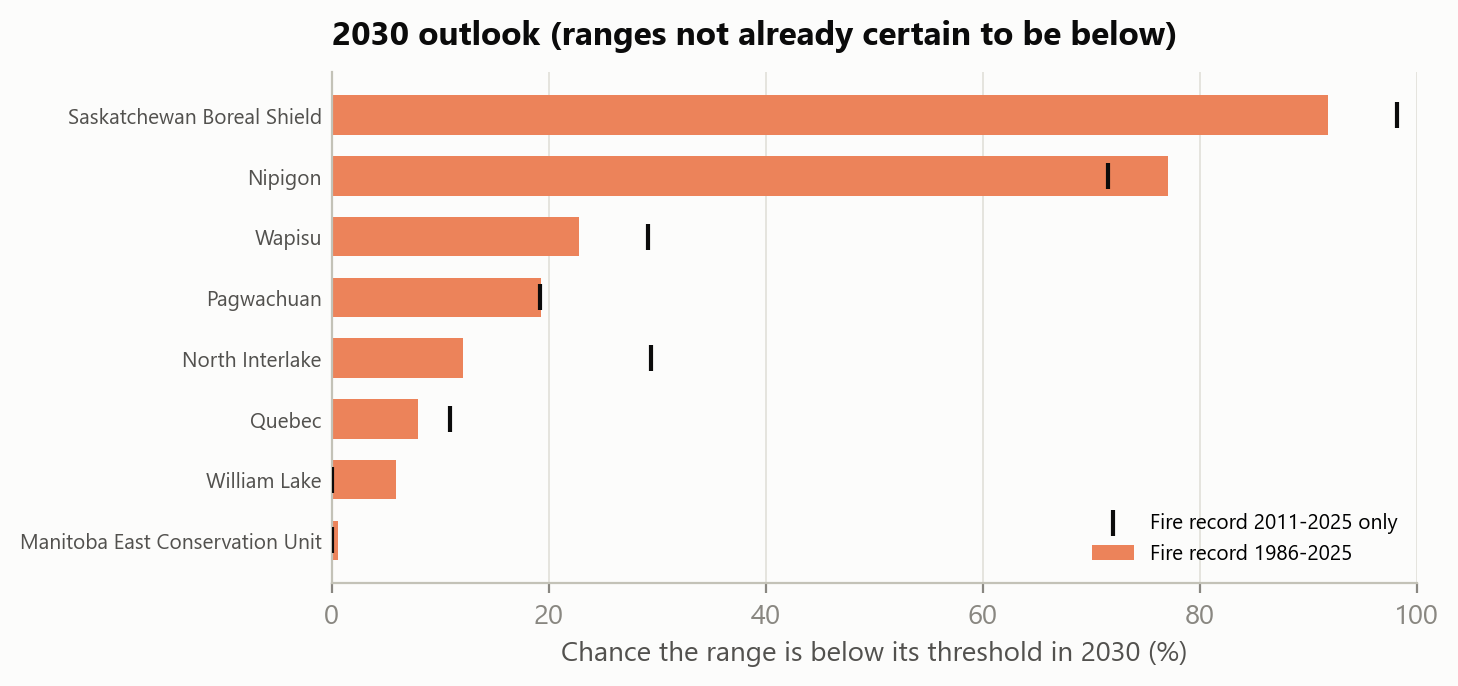 2030 outlook (ranges not already certain to be below)
Saskatchewan Boreal Shield
Nipigon
Wapisu
Pagwachuan
North Interlake
Quebec
William Lake
Manitoba East Conservation Unit
Fire record 2011-2025 only
Fire record 1986-2025
0 20 40 60 80 100
Chance the range is below its threshold in 2030 (%)